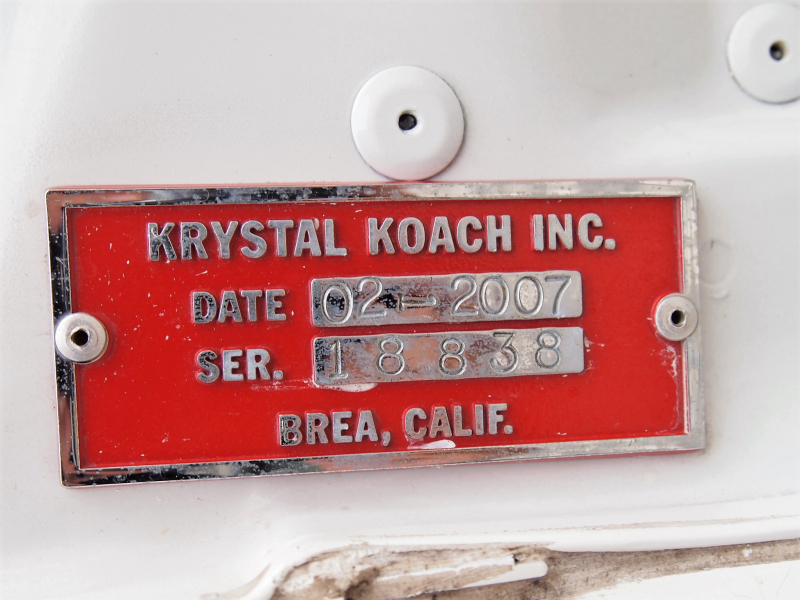 KRYSTAL KOACH INC.
DATE 02-2007
SER. 18838
BREA, CALIF.